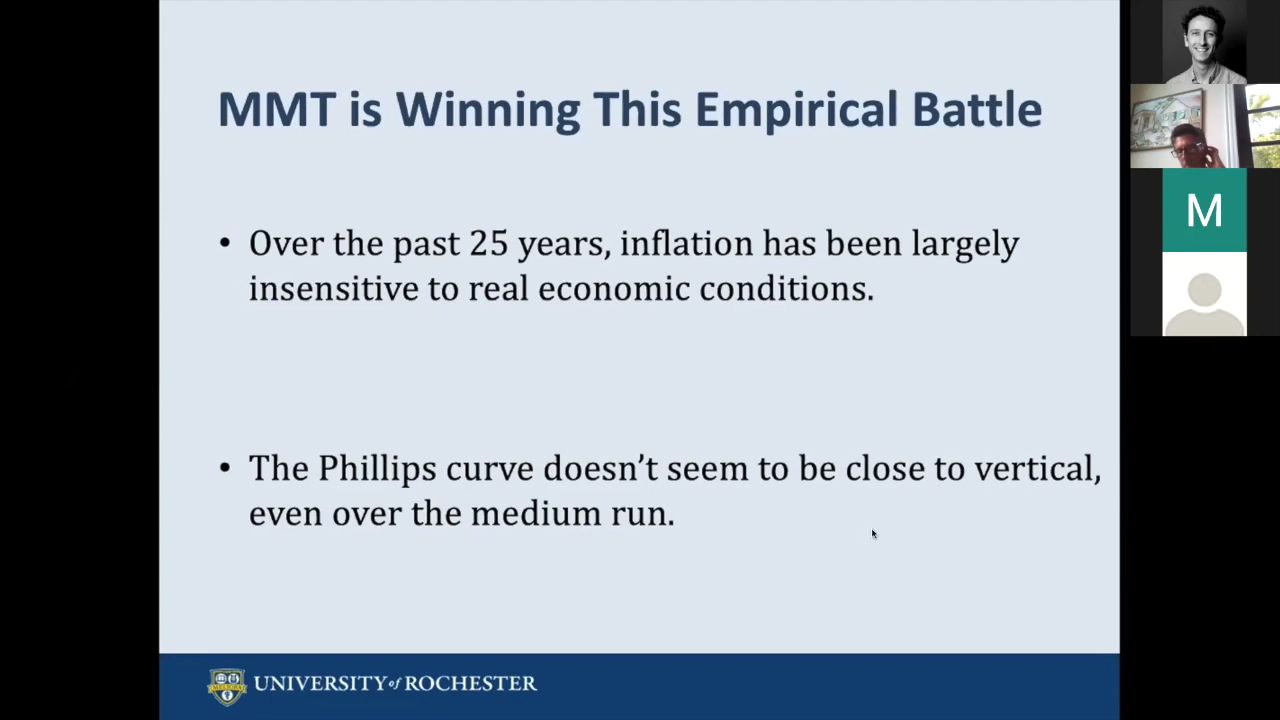 MMT is Winning This Empirical Battle
• Over the past 25 years, inflation has been largely
insensitive to real economic conditions.
• The Phillips curve doesn't seem to be close to vertical,
even over the medium run.
MELIORA
UNIVERSITY of ROCHESTER
M